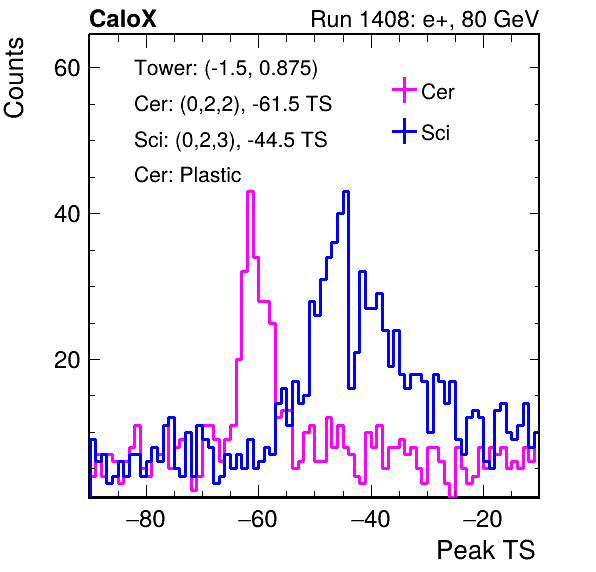 CaloX Run 1408: e+, 80 GeV
Counts
60
40
20
Tower: (-1.5, 0.875)
Cer: (0,2,2), -61.5 TS
Sci: (0,2,3), -44.5 TS
Cer: Plastic
Cer
Sci
−80 −60 −40 −20
Peak TS